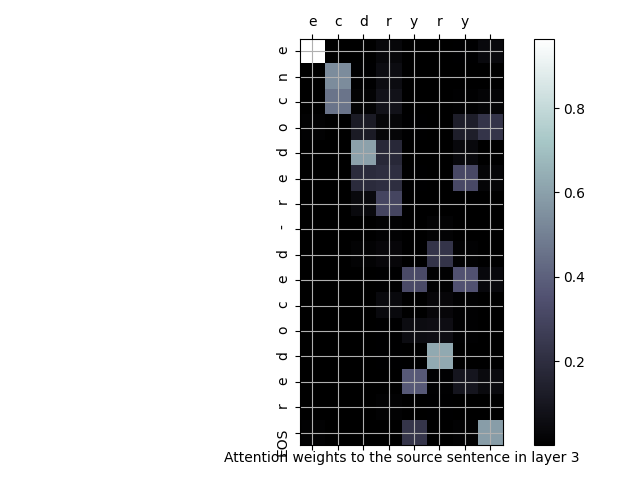 e c d r y r y
e
n
c
o
d
e
r
-
d
e
c
o
d
e
r
EOS
0.8
0.6
0.4
0.2
Attention weights to the source sentence in layer 3